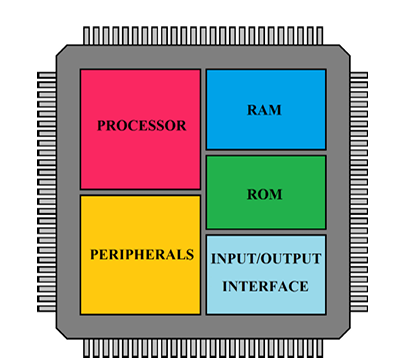 PROCESSOR
RAM
ROM
PERIPHERALS
INPUT/OUTPUT
INTERFACE